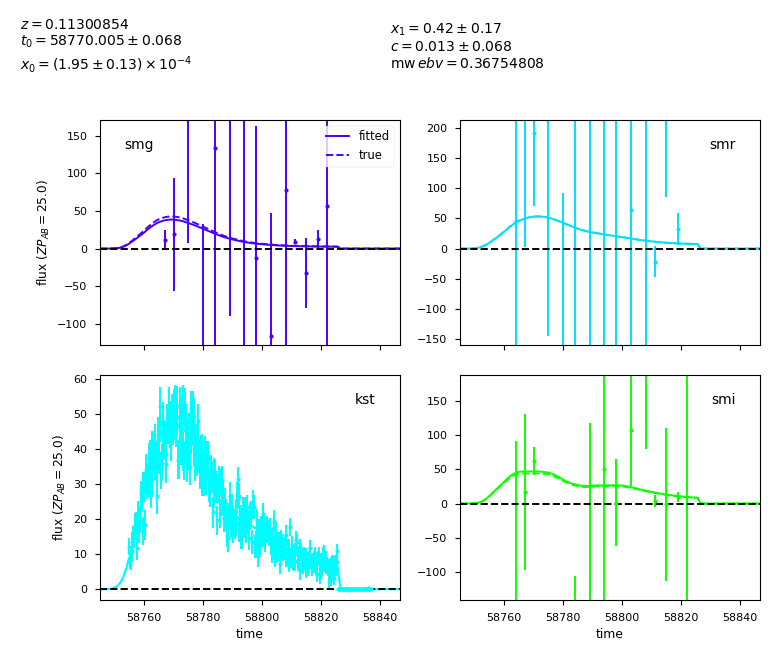 z = 0.11300854
t₀ = 58770.005 ± 0.068
x₀ = (1.95 ± 0.13) × 10⁻⁴
x₁ = 0.42 ± 0.17
c = 0.013 ± 0.068
mw ebv = 0.36754808
smg
fitted
true
150
100
50
0
−50
−100
flux (ZP_AB = 25.0)
smr
200
150
100
50
0
−50
−100
−150
kst
60
50
40
30
20
10
0
flux (ZP_AB = 25.0)
58760 58780 58800 58820 58840
time
smi
150
100
50
0
−50
−100
58760 58780 58800 58820 58840
time